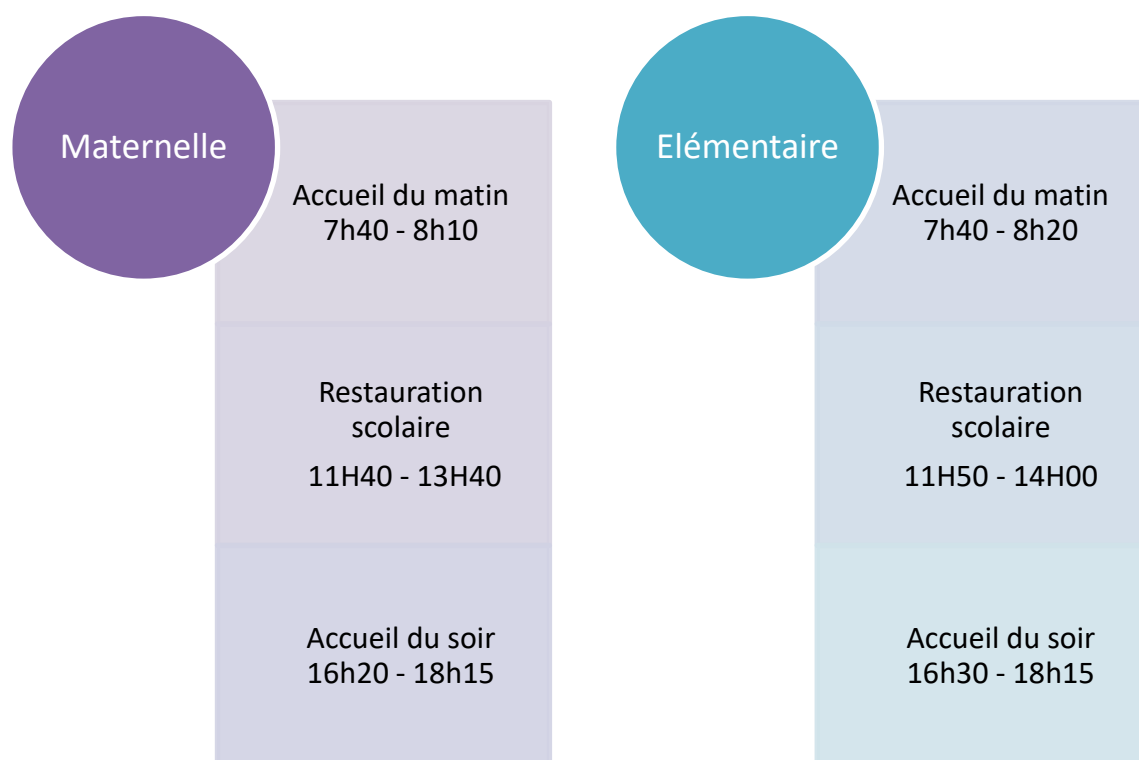 Maternelle
Accueil du matin
7h40 - 8h10
Restauration
scolaire
11H40 - 13H40
Accueil du soir
16h20 - 18h15
Elémentaire
Accueil du matin
7h40 - 8h20
Restauration
scolaire
11H50 - 14H00
Accueil du soir
16h30 - 18h15